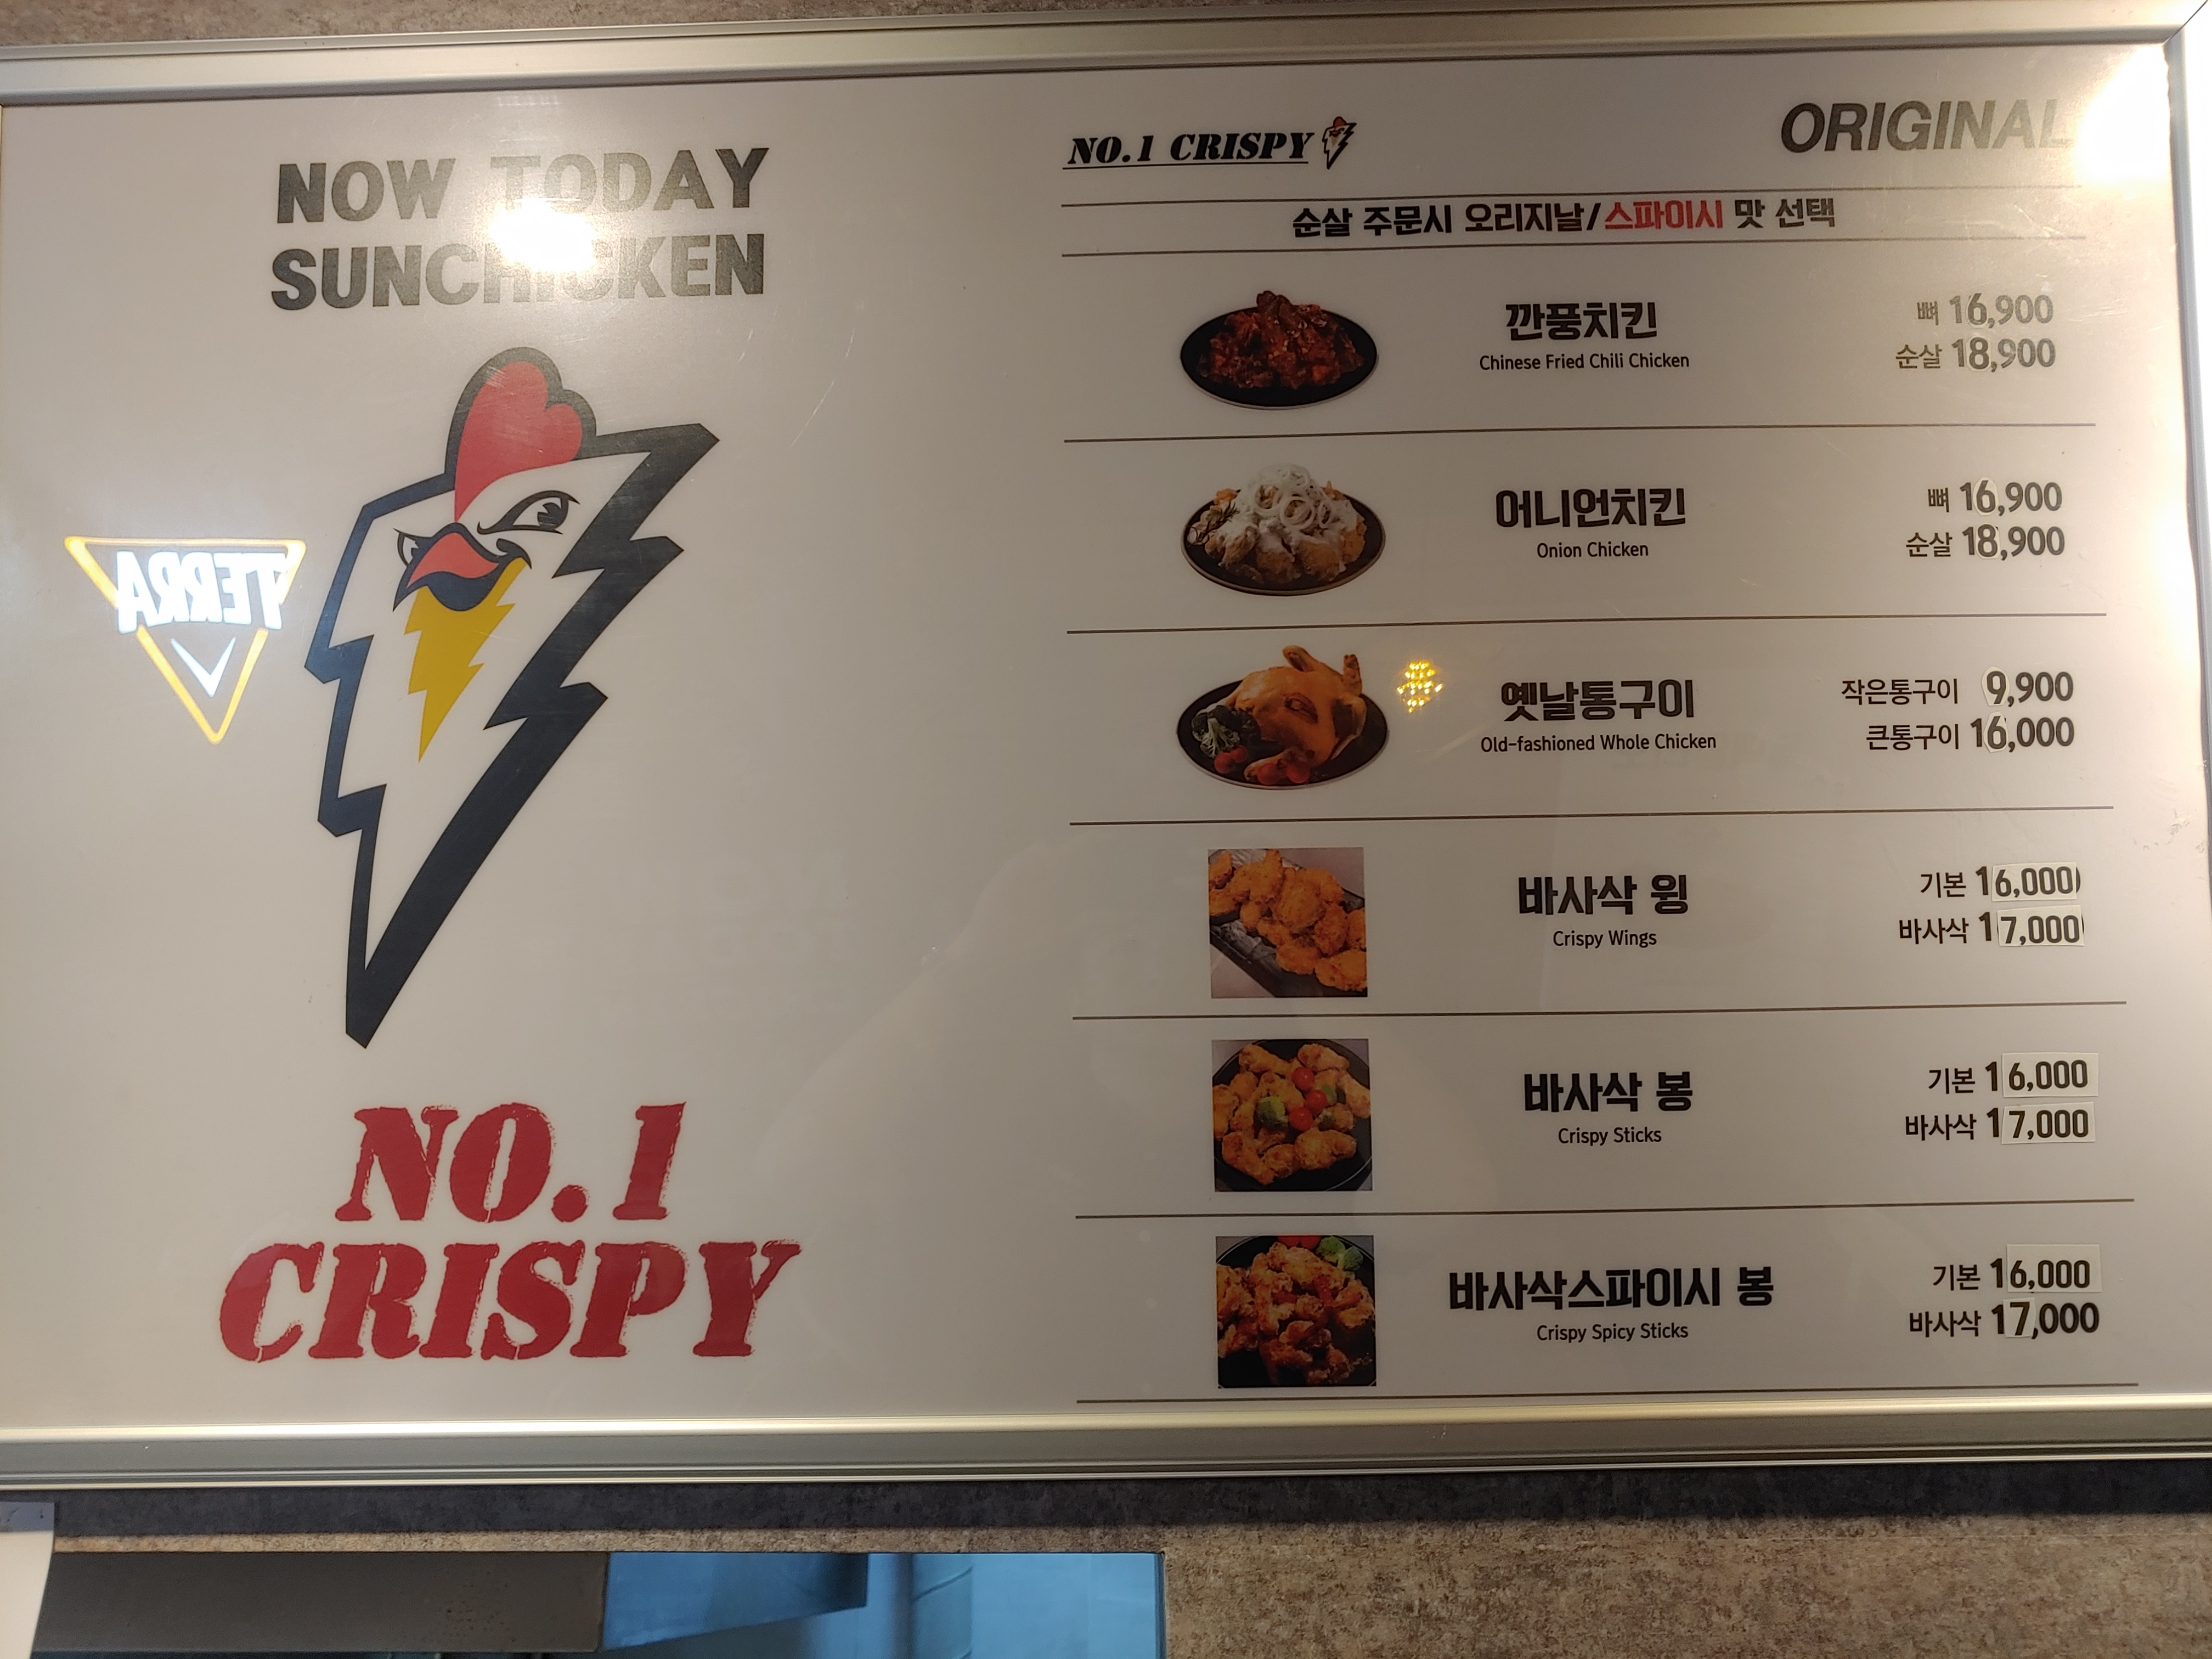 NOW TODAY
SUNCHICKEN
TERRA
NO.1
CRISPY
NO.1 CRISPY
ORIGINAL
순살 주문시 오리지날/스파이시 맛 선택
깐풍치킨
Chinese Fried Chili Chicken
뼈 16,900
순살 18,900
어니언치킨
Onion Chicken
뼈 16,900
순살 18,900
옛날통구이
Old-fashioned Whole Chicken
작은통구이 9,900
큰통구이 16,000
바사삭 윙
Crispy Wings
기본 16,000
바사삭 17,000
바사삭 봉
Crispy Sticks
기본 16,000
바사삭 17,000
바사삭스파이시 봉
Crispy Spicy Sticks
기본 16,000
바사삭 17,000